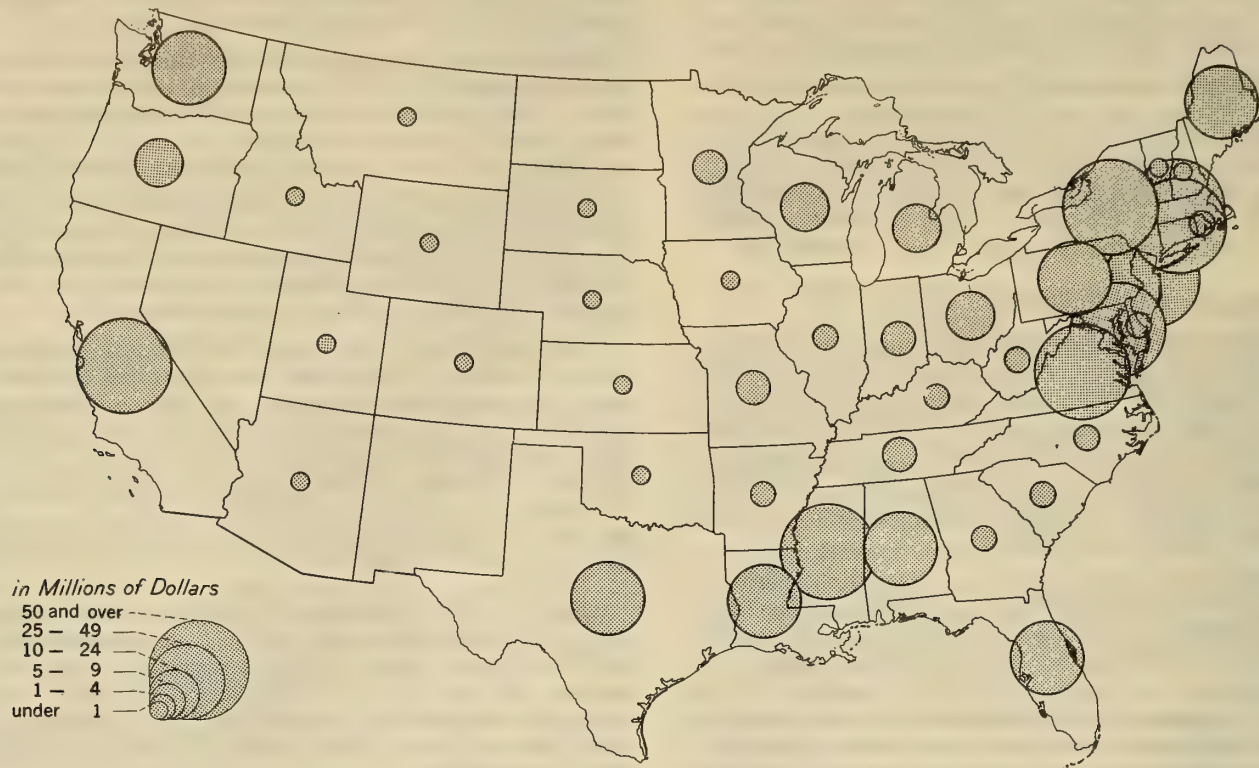 in Millions of Dollars
50 and over
25 — 49
10 — 24
5 — 9
1 — 4
under 1